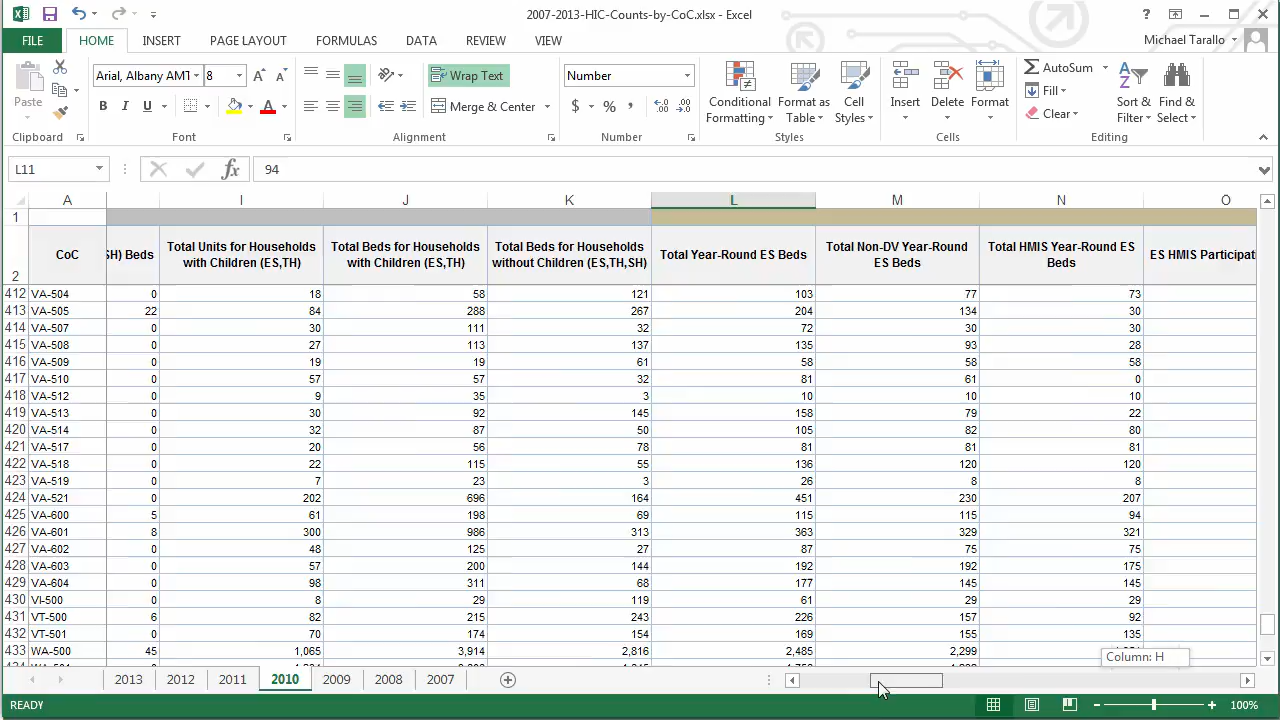 2007-2013-HIC-Counts-by-CoC.xlsx - Excel
FILE HOME INSERT PAGE LAYOUT FORMULAS DATA REVIEW VIEW Michael Tarallo
Paste
Arial, Albany AMT 8
B I U
Wrap Text
Merge & Center
Number
$ % ,
Conditional Formatting
Format as Table
Cell Styles
Insert Delete Format
AutoSum
Fill
Clear
Sort & Filter
Find & Select
Clipboard Font Alignment Number Styles Cells Editing
L11 fx 94
A I J K L M N O
1
2 CoC SH) Beds Total Units for Households with Children (ES,TH) Total Beds for Households with Children (ES,TH) Total Beds for Households without Children (ES,TH,SH) Total Year-Round ES Beds Total Non-DV Year-Round ES Beds Total HMIS Year-Round ES Beds ES HMIS Participati
412 VA-504 0 18 58 121 103 77 73
413 VA-505 22 84 288 267 204 134 30
414 VA-507 0 30 111 32 72 30 30
415 VA-508 0 27 113 137 135 93 28
416 VA-509 0 19 19 61 58 58 58
417 VA-510 0 57 57 32 81 61 0
418 VA-512 0 9 35 3 10 10 10
419 VA-513 0 30 92 145 158 79 22
420 VA-514 0 32 87 50 105 82 80
421 VA-517 0 20 56 78 81 81 81
422 VA-518 0 22 115 55 136 120 120
423 VA-519 0 7 23 3 26 8 8
424 VA-521 0 202 696 164 451 230 207
425 VA-600 5 61 198 69 115 115 94
426 VA-601 8 300 986 313 363 329 321
427 VA-602 0 48 125 27 87 75 75
428 VA-603 0 57 200 144 192 192 175
429 VA-604 0 98 311 68 177 145 145
430 VI-500 0 8 29 119 61 29 29
431 VT-500 6 82 215 243 226 157 92
432 VT-501 0 70 174 154 169 155 135
433 WA-500 45 1,065 3,914 2,816 2,485 2,299
Column: H
2013 2012 2011 2010 2009 2008 2007
READY 100%